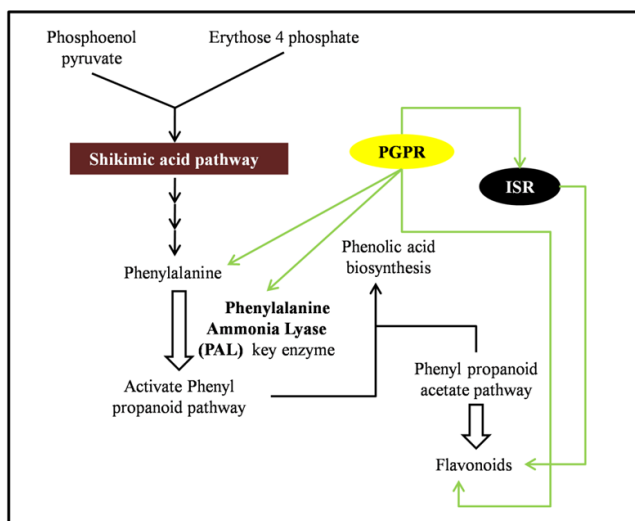 Phosphoenol
pyruvate
Erythose 4 phosphate
Shikimic acid pathway
PGPR
ISR
Phenolic acid
biosynthesis
Phenylalanine
Phenylalanine
Ammonia Lyase
(PAL) key enzyme
Activate Phenyl
propanoid pathway
Phenyl propanoid
acetate pathway
Flavonoids